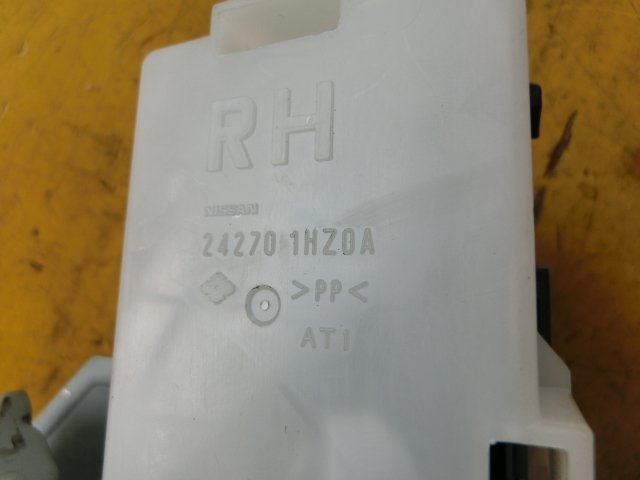 RH
NISSAN
24270 1HZ0A
>PP<
AT1